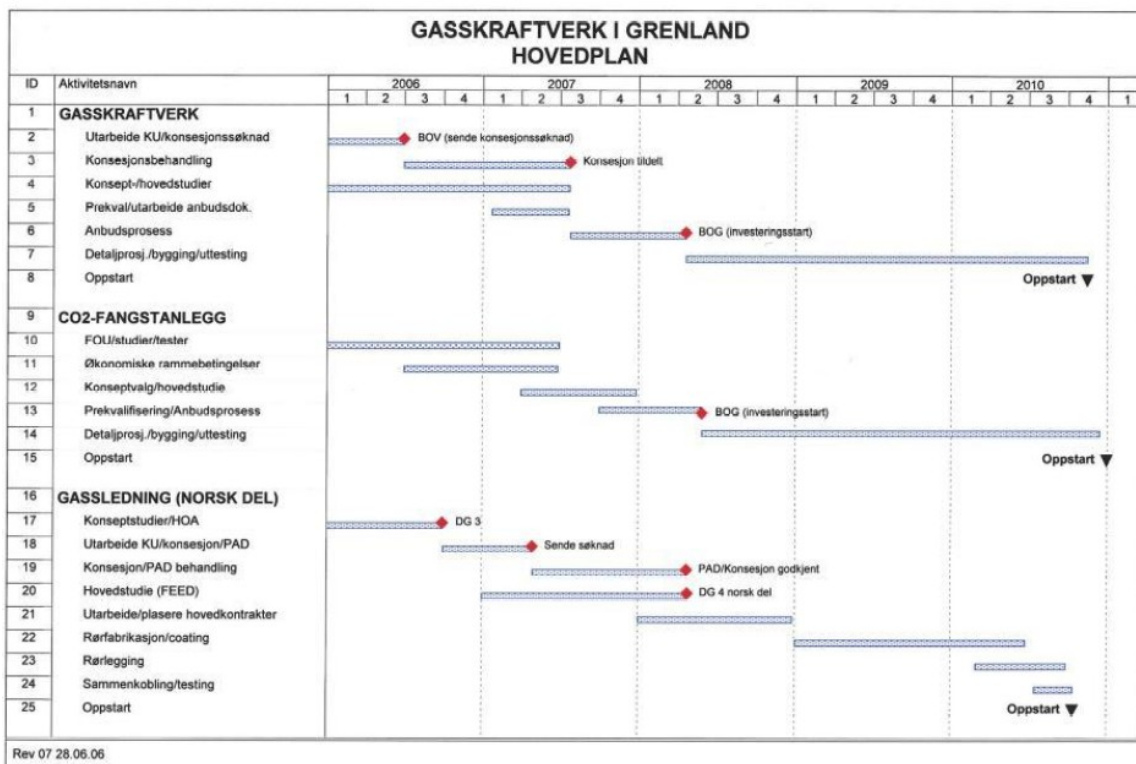 GASSKRAFTVERK I GRENLAND
HOVEDPLAN
ID Aktivitetsnavn 2006 2007 2008 2009 2010
1 2 3 4 1 2 3 4 1 2 3 4 1 2 3 4 1 2 3 4
1 GASSKRAFTVERK
2 Utarbeide KU/konsesjonssøknad BOV (sende konsesjonssøknad)
3 Konsesjonsbehandling Konsesjon tildelt
4 Konsept-/hovedstudier
5 Prekval/utarbeide anbudsdok.
6 Anbudsprosess BOG (investeringsstart)
7 Detaljprosj./bygging/uttesting
8 Oppstart Oppstart
9 CO2-FANGSTANLEGG
10 FOU/studier/tester
11 Økonomiske rammebetingelser
12 Konseptvalg/hovedstudie
13 Prekvalifisering/Anbudsprosess BOG (investeringsstart)
14 Detaljprosj./bygging/uttesting
15 Oppstart Oppstart
16 GASSLEDNING (NORSK DEL)
17 Konseptstudier/HOA DG 3
18 Utarbeide KU/konsesjon/PAD Sende søknad
19 Konsesjon/PAD behandling PAD/Konsesjon godkjent
20 Hovedstudie (FEED) DG 4 norsk del
21 Utarbeide/plasere hovedkontrakter
22 Rørfabrikasjon/coating
23 Rørlegging
24 Sammenkobling/testing
25 Oppstart Oppstart
Rev 07 28.06.06